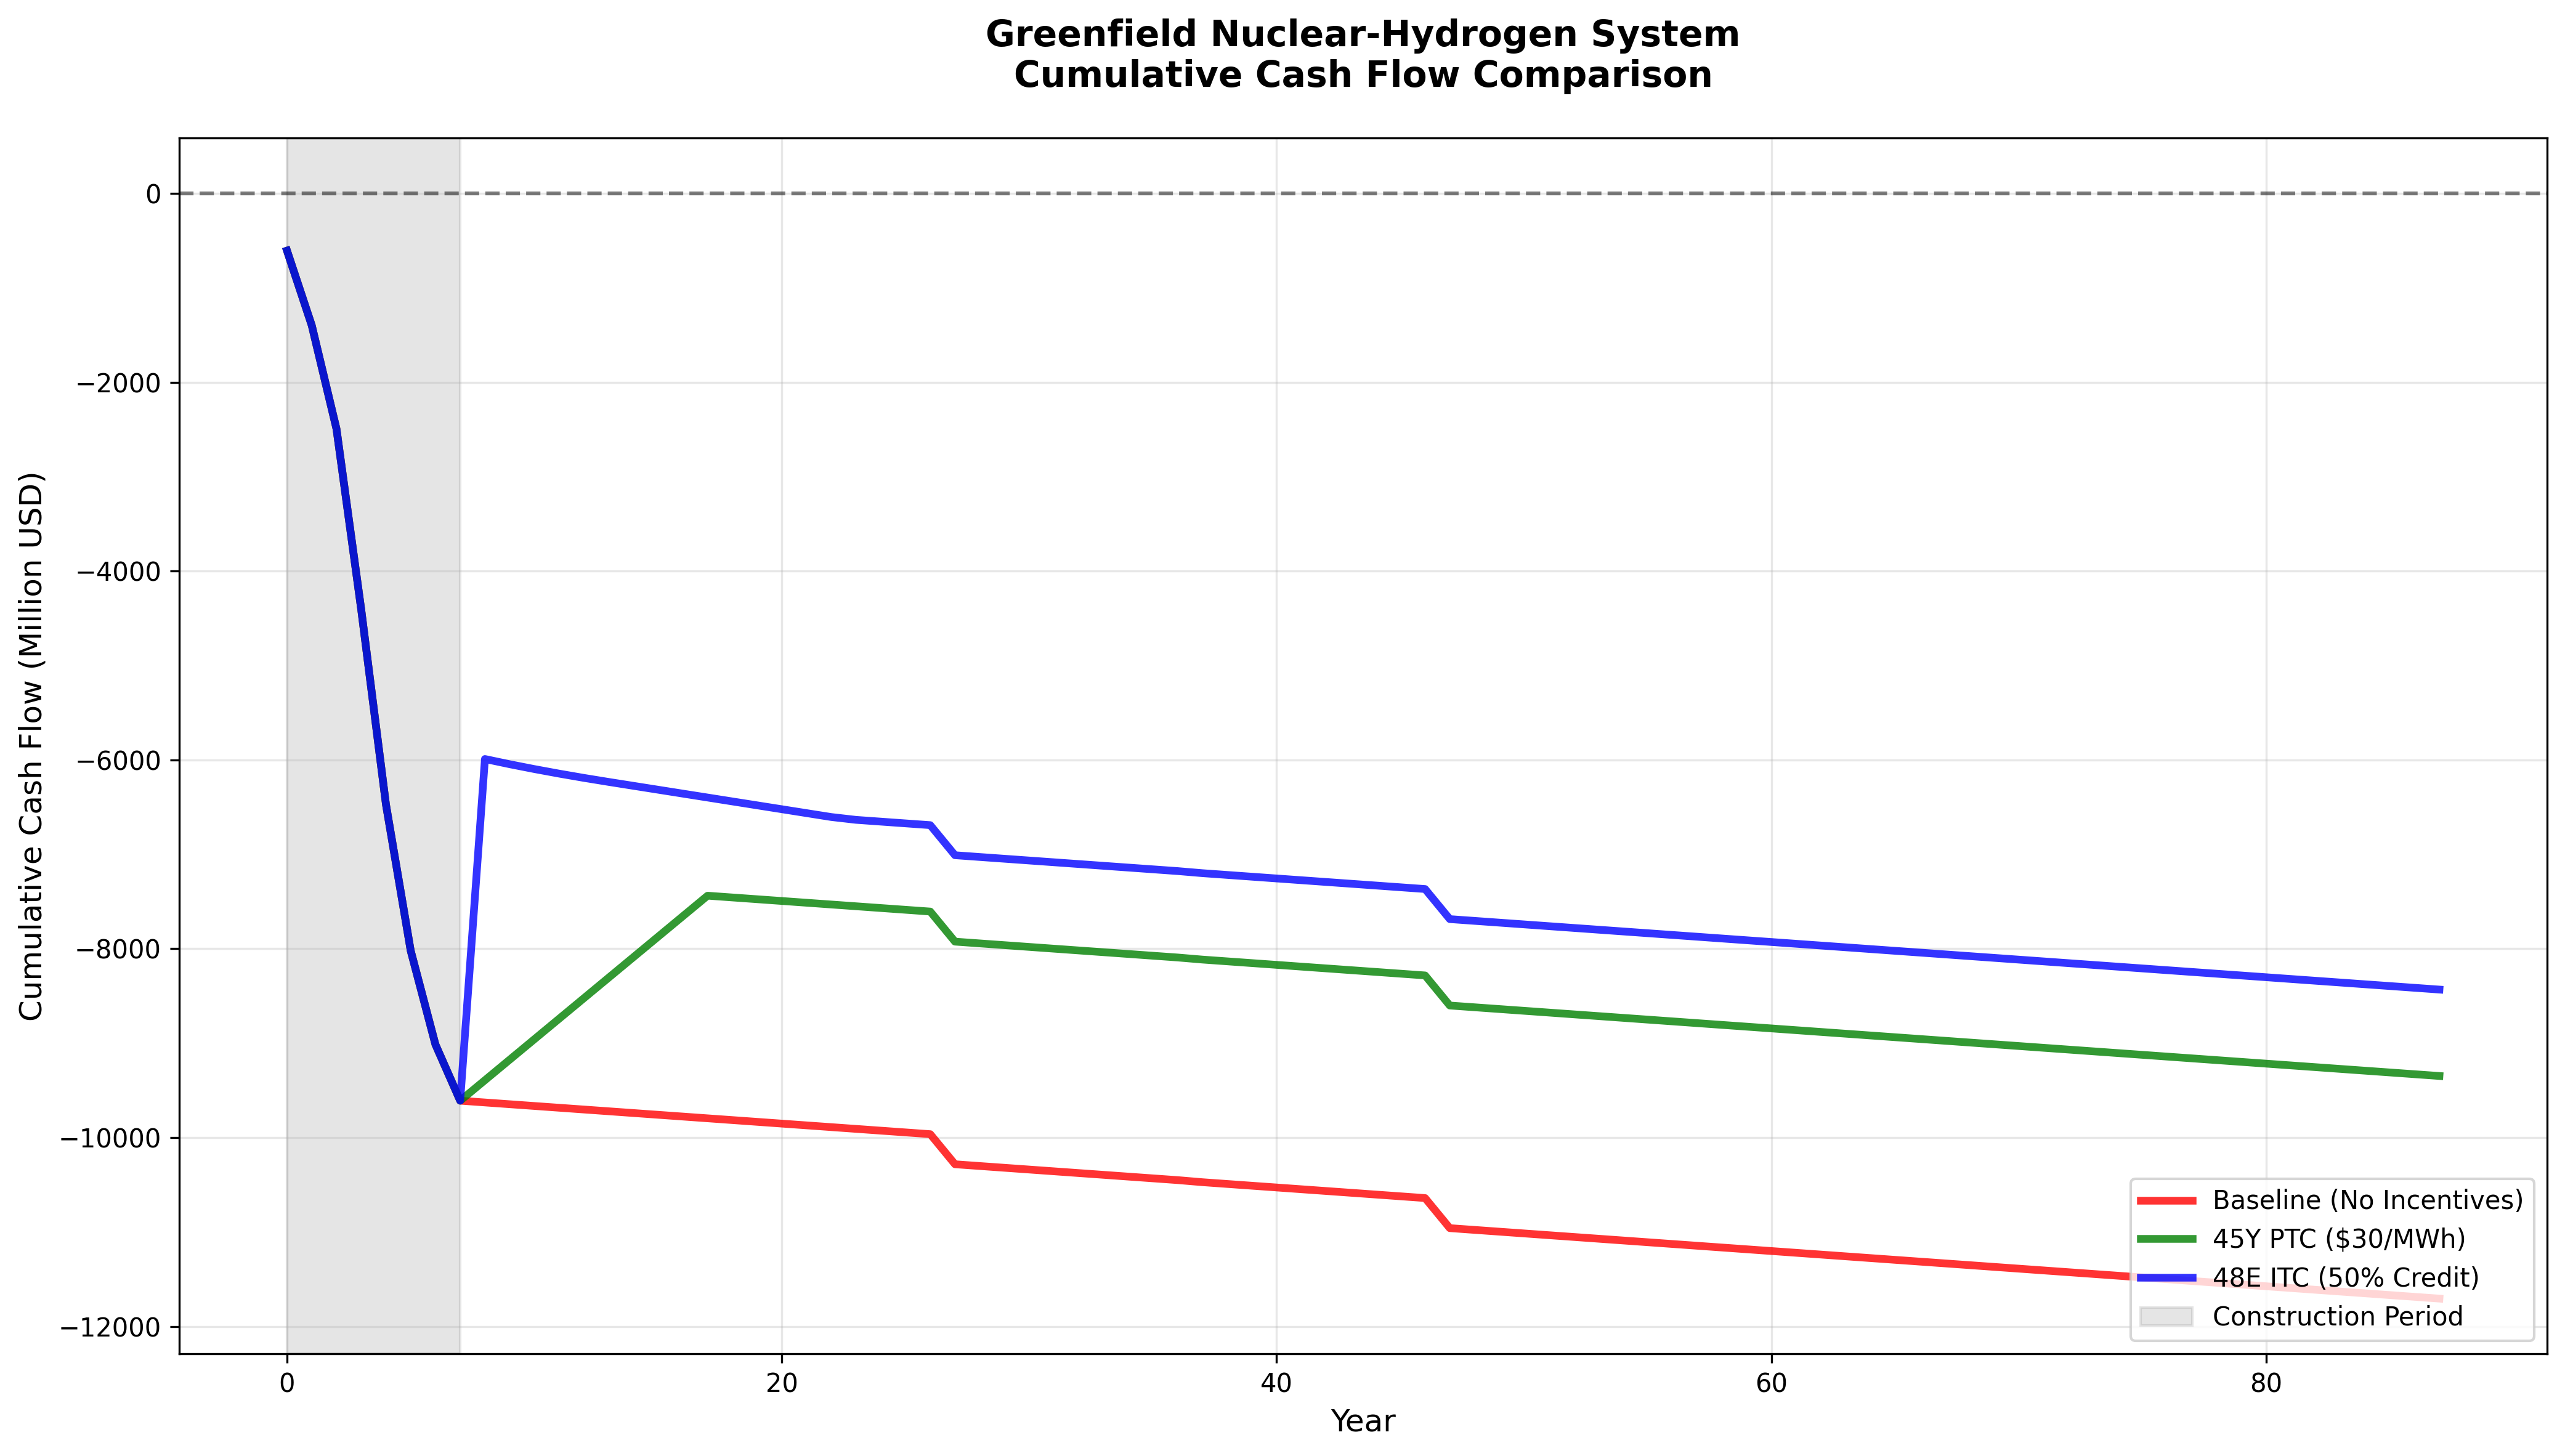 Greenfield Nuclear-Hydrogen System
Cumulative Cash Flow Comparison
Cumulative Cash Flow (Million USD)
0
−2000
−4000
−6000
−8000
−10000
−12000
0
20
40
60
80
Year
Baseline (No Incentives)
45Y PTC ($30/MWh)
48E ITC (50% Credit)
Construction Period